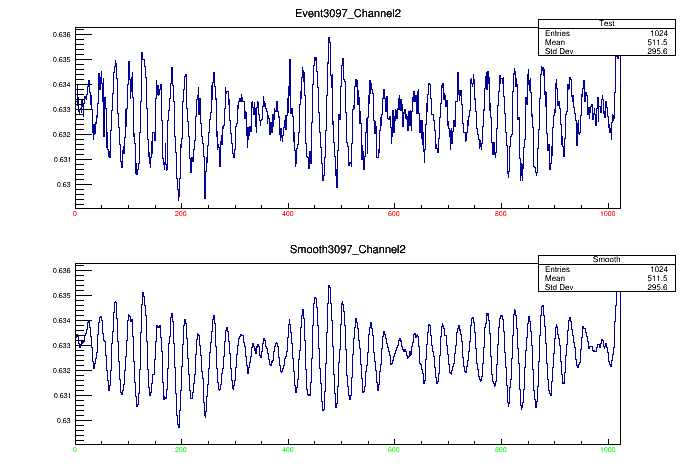 Event3097_Channel2
Test
Entries 1024
Mean 511.5
Std Dev 295.6
0.636
0.635
0.634
0.633
0.632
0.631
0.63
0 200 400 600 800 1000
Smooth3097_Channel2
Smooth
Entries 1024
Mean 511.5
Std Dev 295.6
0.636
0.635
0.634
0.633
0.632
0.631
0.63
0 200 400 600 800 1000